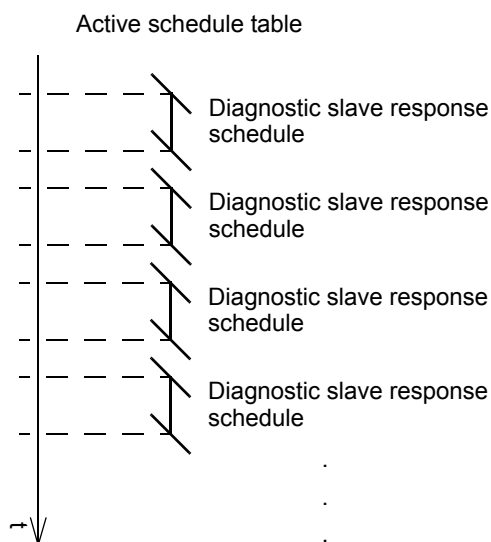 Active schedule table
Diagnostic slave response
schedule
Diagnostic slave response
schedule
Diagnostic slave response
schedule
Diagnostic slave response
schedule
.
.
.
t